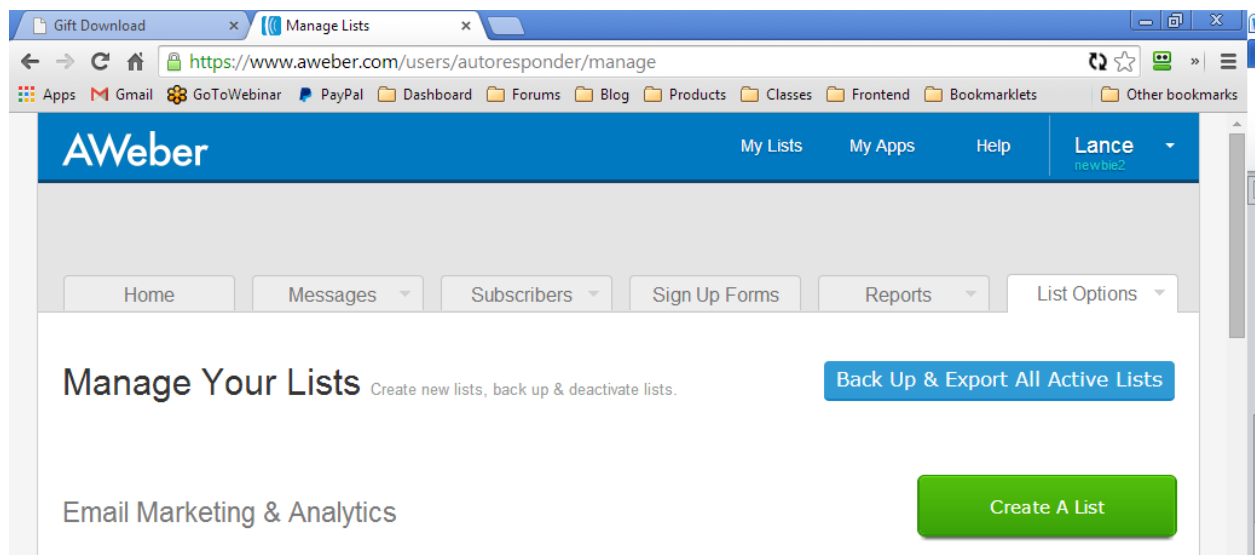 Gift Download
Manage Lists
https://www.aweber.com/users/autoresponder/manage
Apps Gmail GoToWebinar PayPal Dashboard Forums Blog Products Classes Frontend Bookmarklets Other bookmarks
AWeber My Lists My Apps Help Lance
newbie2
Home Messages Subscribers Sign Up Forms Reports List Options
Manage Your Lists Create new lists, back up & deactivate lists. Back Up & Export All Active Lists
Email Marketing & Analytics Create A List